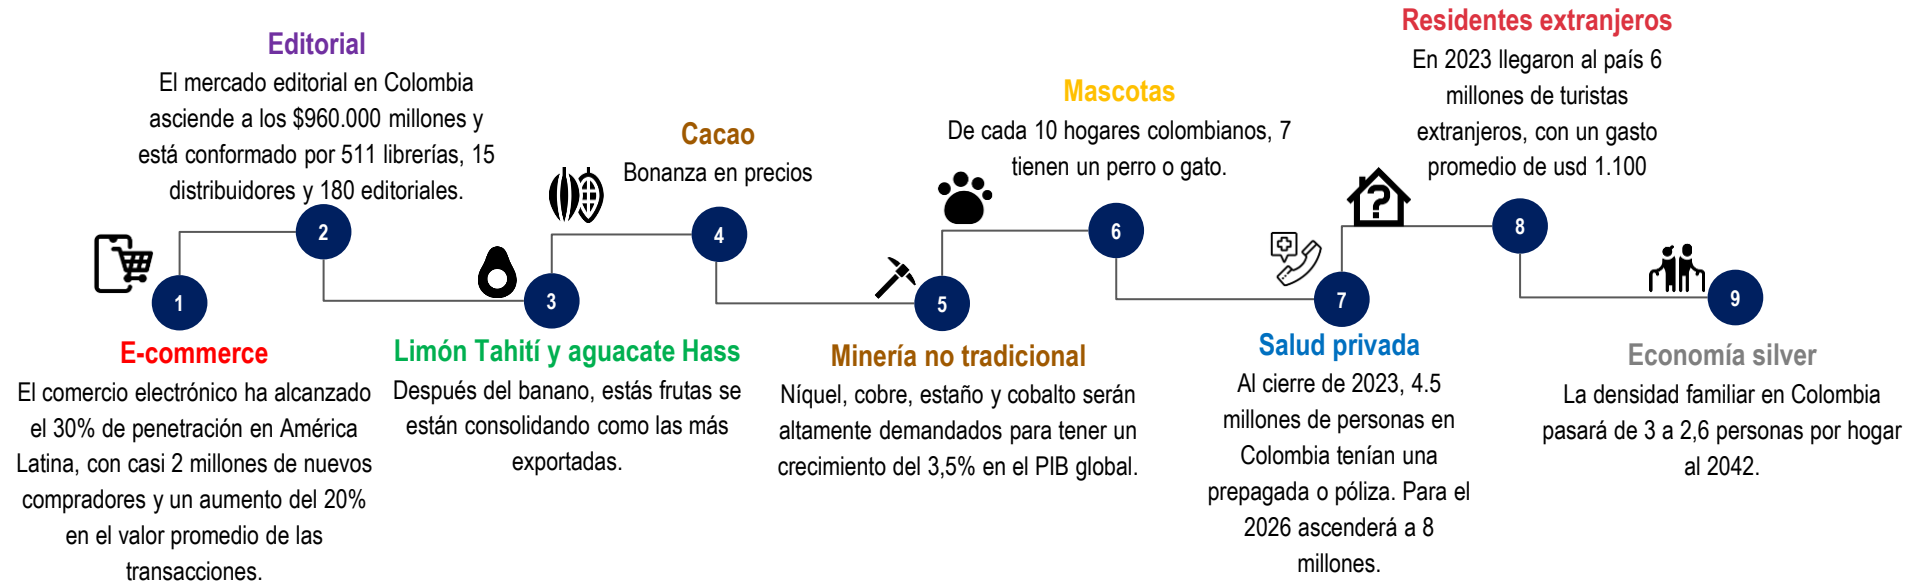 E-commerce
El comercio electrónico ha alcanzado
el 30% de penetración en América
Latina, con casi 2 millones de nuevos
compradores y un aumento del 20%
en el valor promedio de las
transacciones.
1
Editorial
El mercado editorial en Colombia
asciende a los $960.000 millones y
está conformado por 511 librerías, 15
distribuidores y 180 editoriales.
2
3
Limón Tahití y aguacate Hass
Después del banano, estás frutas se
están consolidando como las más
exportadas.
Cacao
Bonanza en precios
4
5
Minería no tradicional
Níquel, cobre, estaño y cobalto serán
altamente demandados para tener un
crecimiento del 3,5% en el PIB global.
Mascotas
De cada 10 hogares colombianos, 7
tienen un perro o gato.
6
7
Salud privada
Al cierre de 2023, 4.5
millones de personas en
Colombia tenían una
prepagada o póliza. Para el
2026 ascenderá a 8
millones.
Residentes extranjeros
En 2023 llegaron al país 6
millones de turistas
extranjeros, con un gasto
promedio de usd 1.100
?
8
9
Economía silver
La densidad familiar en Colombia
pasará de 3 a 2,6 personas por hogar
al 2042.